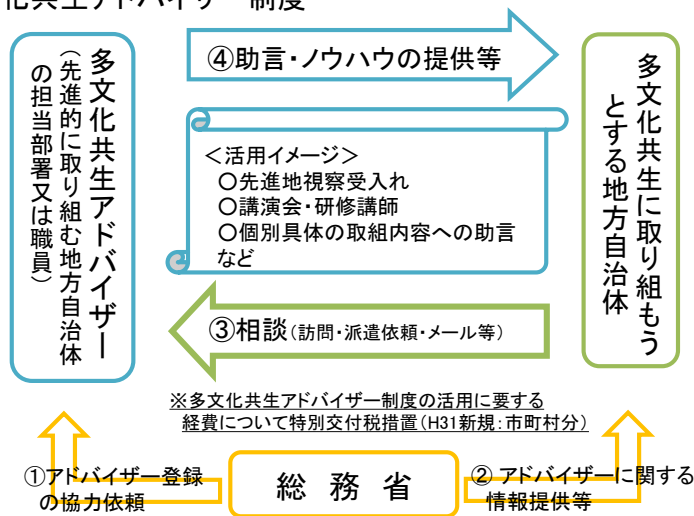 化共生アドバイザー制度
多文化共生アドバイザー
（先進的に取り組む地方自治体
の担当部署又は職員）
④助言・ノウハウの提供等
＜活用イメージ＞
〇先進地視察受入れ
〇講演会・研修講師
〇個別具体の取組内容への助言
など
③相談（訪問・派遣依頼・メール等）
多文化共生に取り組もう
とする地方自治体
※多文化共生アドバイザー制度の活用に要する
経費について特別交付税措置（H31新規：市町村分）
①アドバイザー登録
の協力依頼
総務省
②アドバイザーに関する
情報提供等